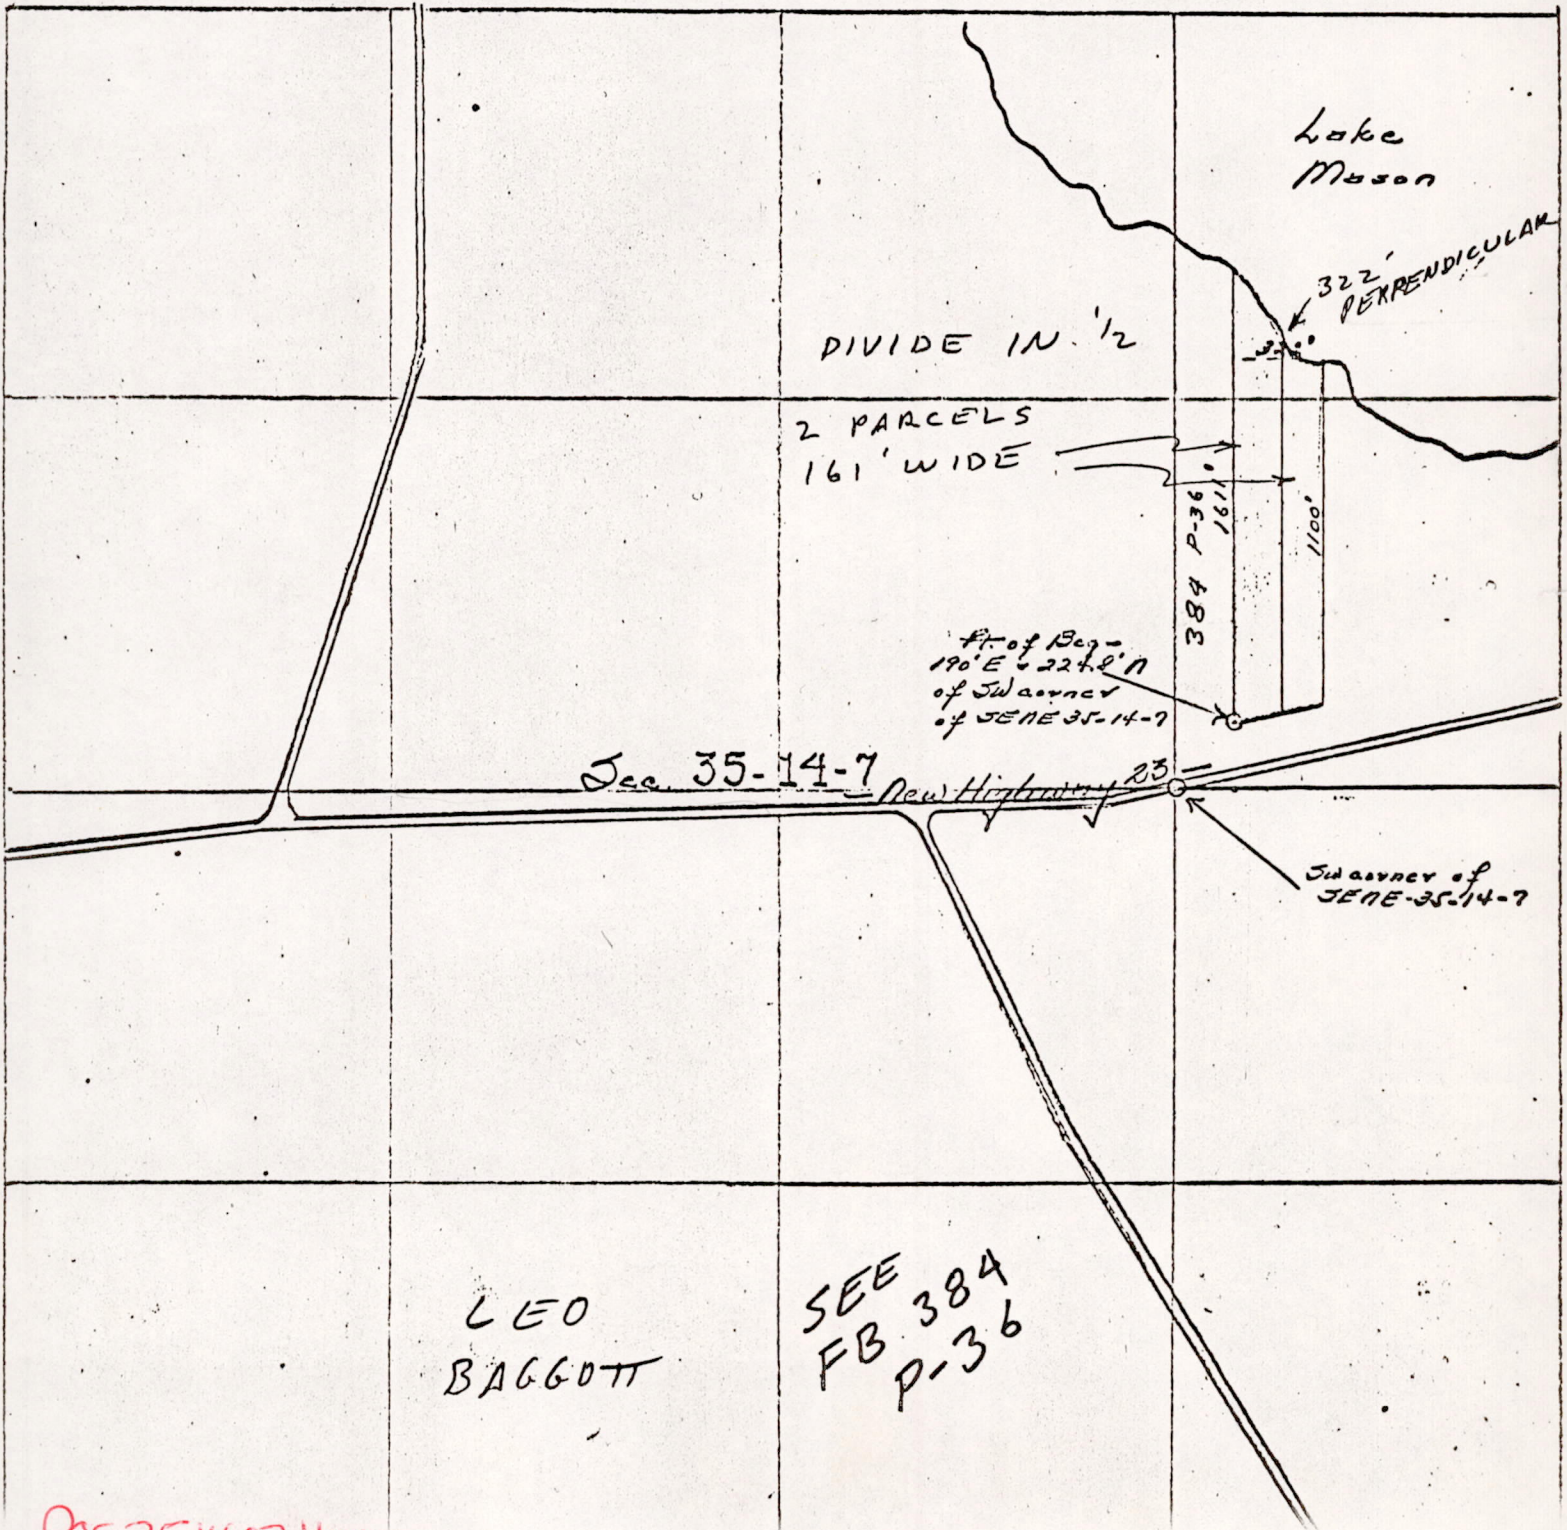 Lake
Mason
322'
PERPENDICULAR
DIVIDE IN 1/2
2 PARCELS
161' WIDE
384 P-36
1611'
1100'
Pt. of Beg-
190'E & 224.8' N
of SW corner
of SENE 35-14-7
Sec. 35-14-7
New Highway 23
SW corner of
SENE-35-14-7
LEO
BAGGOTT
SEE
FB 384
P-36